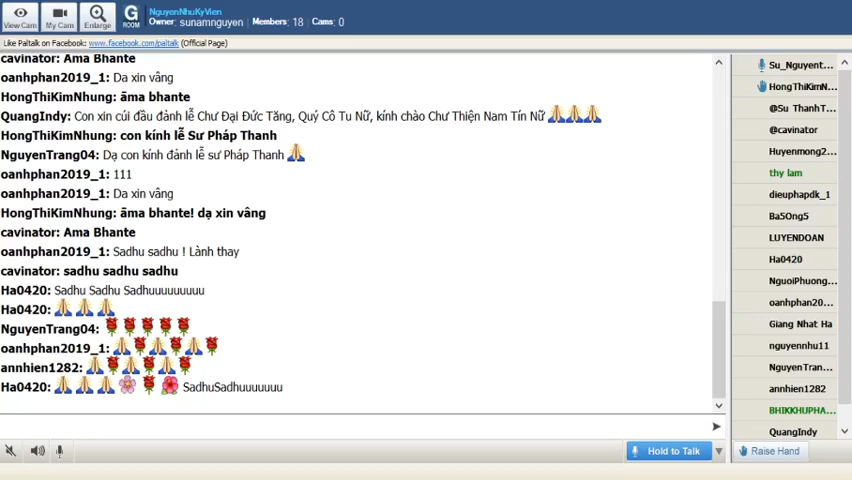 NguyenNhuKyVien
Owner: sunamnguyen Members: 18 Cams: 0
View Cam My Cam Enlarge G ROOM
Like Paltalk on Facebook: www.facebook.com/paltalk (Official Page)
cavinator: Ama Bhante
oanhphan2019_1: Da xin vâng
HongThiKimNhung: āma bhante
QuangIndy: Con xin cúi đầu đảnh lễ Chư Đại Đức Tăng, Quý Cô Tu Nữ, kính chào Chư Thiện Nam Tín Nữ
HongThiKimNhung: con kính lễ Sư Pháp Thanh
NguyenTrang04: Dạ con kính đảnh lễ sư Pháp Thanh
oanhphan2019_1: 111
oanhphan2019_1: Da xin vâng
HongThiKimNhung: āma bhante! dạ xin vâng
cavinator: Ama Bhante
oanhphan2019_1: Sadhu sadhu ! Lành thay
cavinator: sadhu sadhu sadhu
Ha0420: Sadhu Sadhu Sadhuuuuuuuuu
Ha0420:
NguyenTrang04:
oanhphan2019_1:
annhien1282:
Ha0420: SadhuSadhuuuuuuu
Su_Nguyent...
HongThiKimN...
@Su ThanhT...
@cavinator
Huyenmong2...
thy lam
dieuphapdk_1
Ba5Ong5
LUYENDOAN
Ha0420
NguoiPhuong...
oanhphan20...
Giang Nhat Ha
nguyennhu11
NguyenTran...
annhien1282
BHIKKHUPHA...
QuangIndy
Hold to Talk
Raise Hand